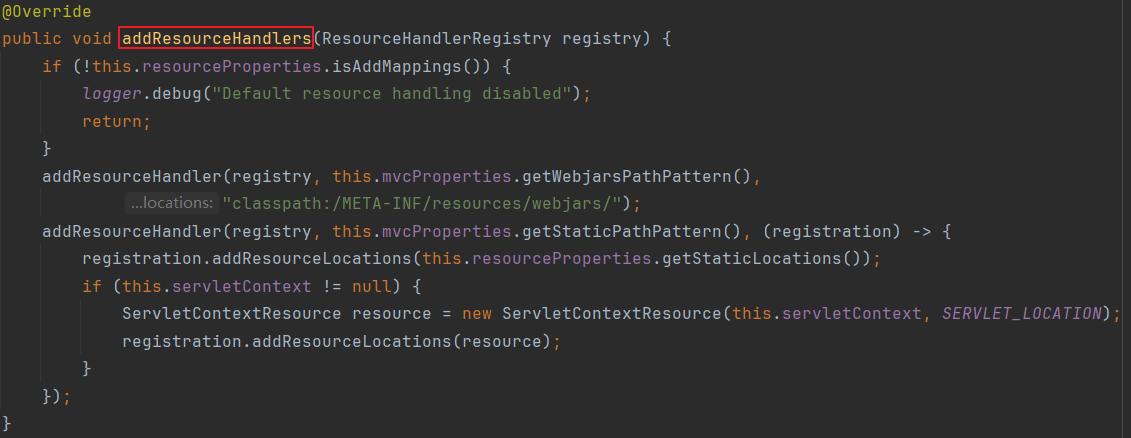 @Override
public void addResourceHandlers(ResourceHandlerRegistry registry) {
    if (!this.resourceProperties.isAddMappings()) {
        logger.debug("Default resource handling disabled");
        return;
    }
    addResourceHandler(registry, this.mvcProperties.getWebjarsPathPattern(),
            ...locations: "classpath:/META-INF/resources/webjars/");
    addResourceHandler(registry, this.mvcProperties.getStaticPathPattern(), (registration) -> {
        registration.addResourceLocations(this.resourceProperties.getStaticLocations());
        if (this.servletContext != null) {
            ServletContextResource resource = new ServletContextResource(this.servletContext, SERVLET_LOCATION);
            registration.addResourceLocations(resource);
        }
    });
}